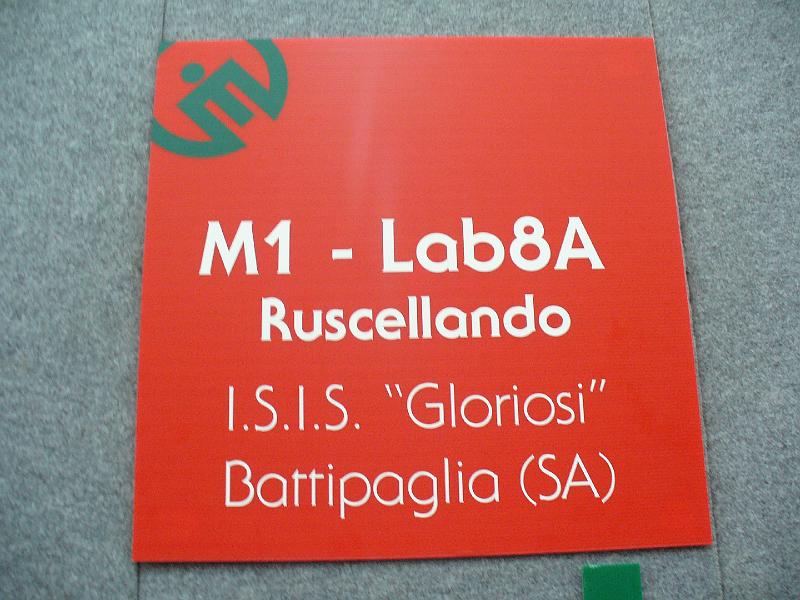 M1 - Lab8A
Ruscellando
I.S.I.S. "Gloriosi"
Battipaglia (SA)